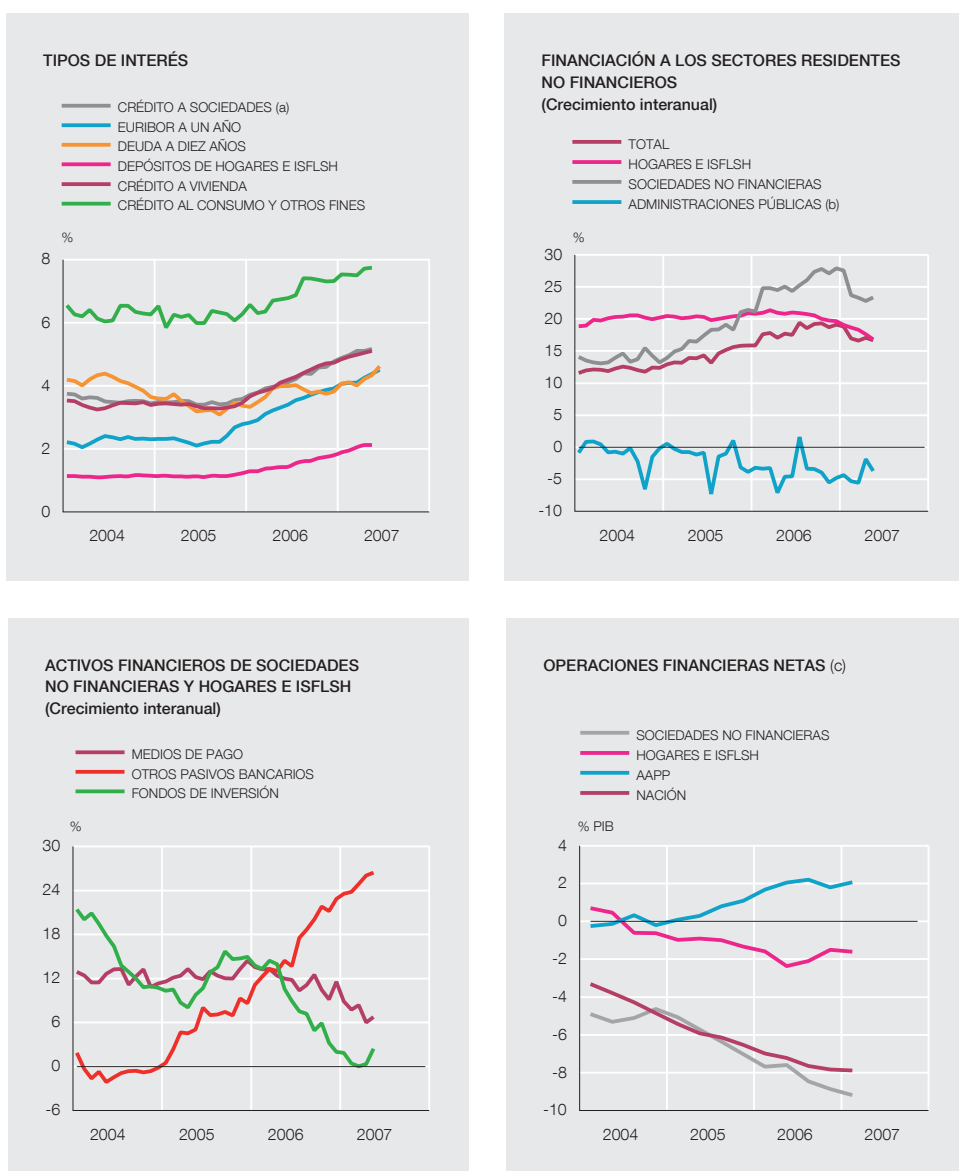 TIPOS DE INTERÉS
CRÉDITO A SOCIEDADES (a)
EURIBOR A UN AÑO
DEUDA A DIEZ AÑOS
DEPÓSITOS DE HOGARES E ISFLSH
CRÉDITO A VIVIENDA
CRÉDITO AL CONSUMO Y OTROS FINES
%
8
6
4
2
0
2004 2005 2006 2007
FINANCIACIÓN A LOS SECTORES RESIDENTES
NO FINANCIEROS
(Crecimiento interanual)
TOTAL
HOGARES E ISFLSH
SOCIEDADES NO FINANCIERAS
ADMINISTRACIONES PÚBLICAS (b)
%
30
25
20
15
10
5
0
-5
-10
2004 2005 2006 2007
ACTIVOS FINANCIEROS DE SOCIEDADES
NO FINANCIERAS Y HOGARES E ISFLSH
(Crecimiento interanual)
MEDIOS DE PAGO
OTROS PASIVOS BANCARIOS
FONDOS DE INVERSIÓN
%
30
24
18
12
6
0
-6
2004 2005 2006 2007
OPERACIONES FINANCIERAS NETAS (c)
SOCIEDADES NO FINANCIERAS
HOGARES E ISFLSH
AAPP
NACIÓN
% PIB
4
2
0
-2
-4
-6
-8
-10
2004 2005 2006 2007